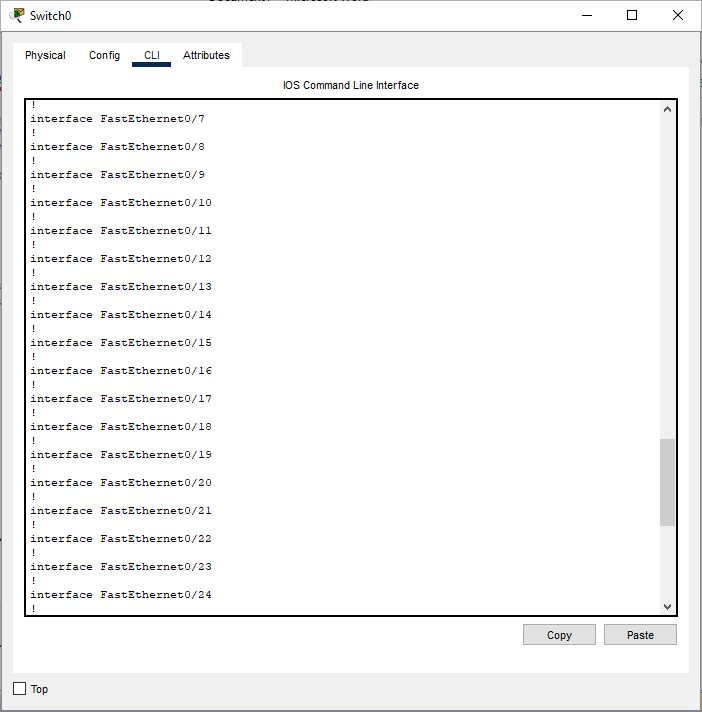 Switch0
Physical Config CLI Attributes
IOS Command Line Interface
!
interface FastEthernet0/7
!
interface FastEthernet0/8
!
interface FastEthernet0/9
!
interface FastEthernet0/10
!
interface FastEthernet0/11
!
interface FastEthernet0/12
!
interface FastEthernet0/13
!
interface FastEthernet0/14
!
interface FastEthernet0/15
!
interface FastEthernet0/16
!
interface FastEthernet0/17
!
interface FastEthernet0/18
!
interface FastEthernet0/19
!
interface FastEthernet0/20
!
interface FastEthernet0/21
!
interface FastEthernet0/22
!
interface FastEthernet0/23
!
interface FastEthernet0/24
!
Copy Paste
Top